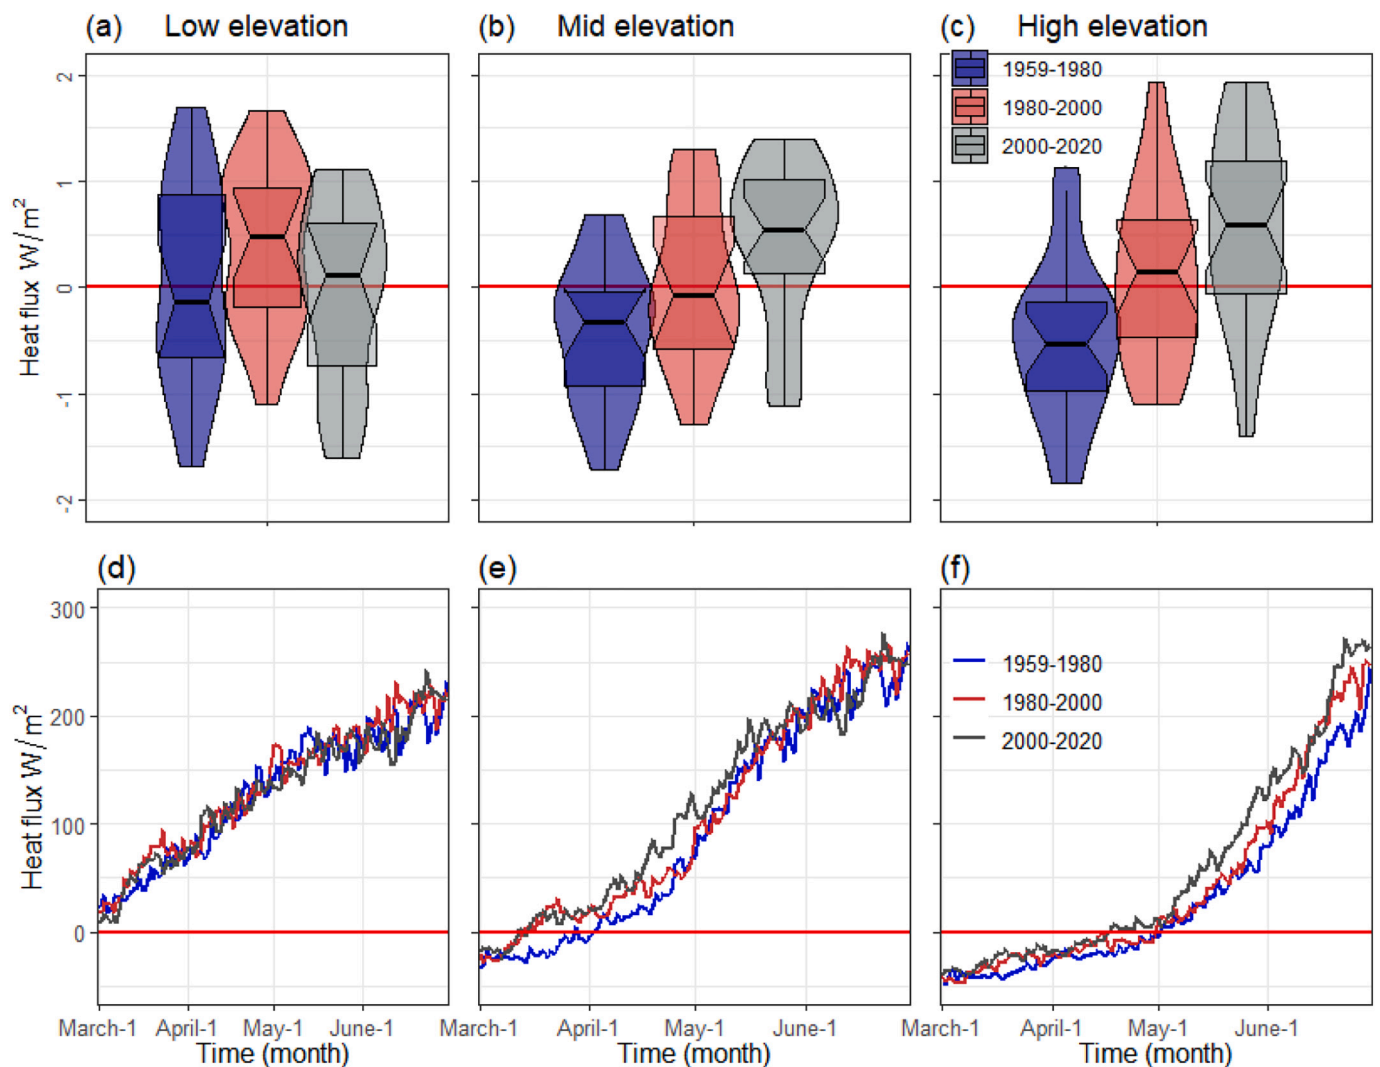 (a) Low elevation
(b) Mid elevation
(c) High elevation
1959-1980
1980-2000
2000-2020
Heat flux W/m²
2
1
0
-1
-2
(d)
(e)
(f)
1959-1980
1980-2000
2000-2020
Heat flux W/m²
300
200
100
0
March-1 April-1 May-1 June-1
March-1 April-1 May-1 June-1
March-1 April-1 May-1 June-1
Time (month)
Time (month)
Time (month)